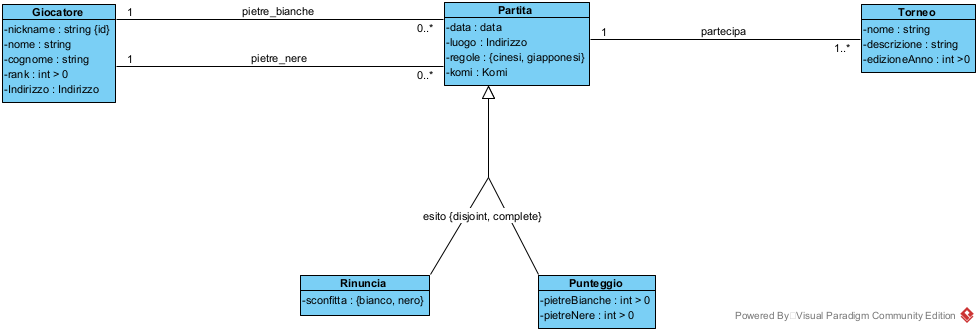 Giocatore
-nickname : string {id}
-nome : string
-cognome : string
-rank : int > 0
-Indirizzo : Indirizzo
1
pietre_bianche
0..*
1
pietre_nere
0..*
Partita
-data : data
-luogo : Indirizzo
-regole : {cinesi, giapponesi}
-komi : Komi
1
partecipa
1..*
Torneo
-nome : string
-descrizione : string
-edizioneAnno : int >0
esito {disjoint, complete}
Rinuncia
-sconfitta : {bianco, nero}
Punteggio
-pietreBianche : int > 0
-pietreNere : int > 0
Powered By Visual Paradigm Community Edition